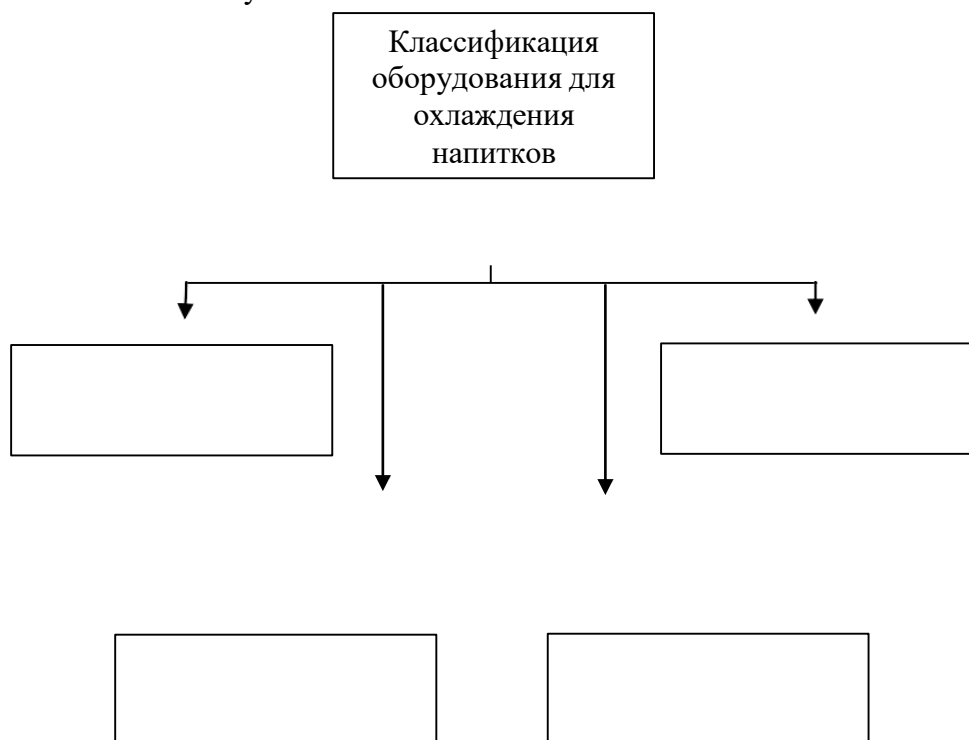 Классификация
оборудования для
охлаждения
напитков